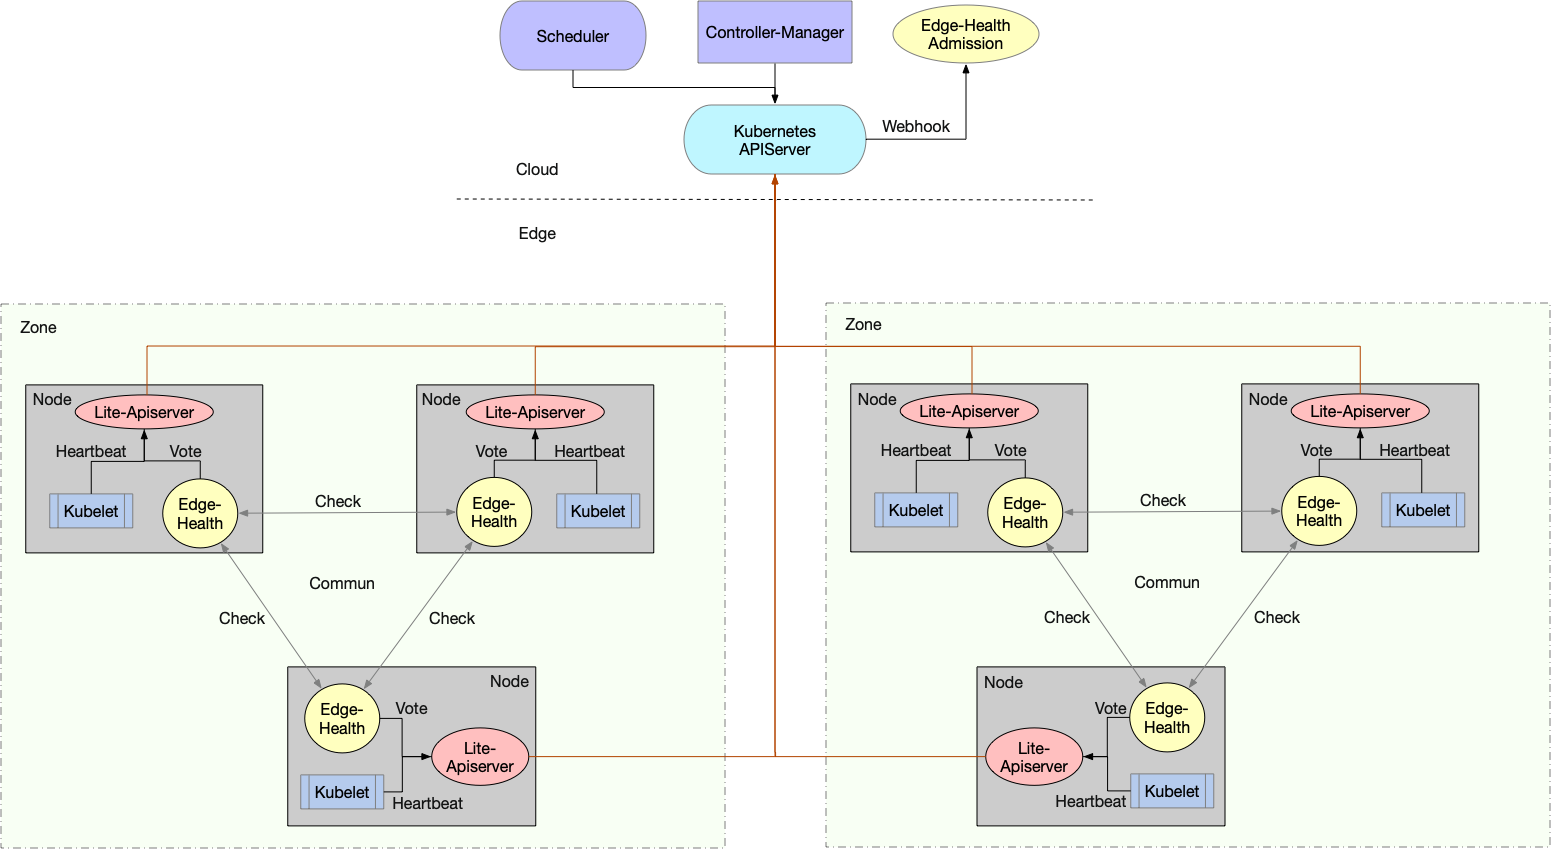 Scheduler
Controller-Manager
Edge-Health
Admission
Kubernetes
APIServer
Webhook
Cloud
Edge
Zone
Node
Lite-Apiserver
Heartbeat
Vote
Kubelet
Edge-
Health
Check
Node
Lite-Apiserver
Vote
Heartbeat
Edge-
Health
Kubelet
Commun
Check
Check
Node
Edge-
Health
Vote
Lite-
Apiserver
Kubelet
Heartbeat
Zone
Node
Lite-Apiserver
Heartbeat
Vote
Kubelet
Edge-
Health
Check
Node
Lite-Apiserver
Vote
Heartbeat
Edge-
Health
Kubelet
Commun
Check
Check
Node
Vote
Edge-
Health
Lite-
Apiserver
Heartbeat
Kubelet